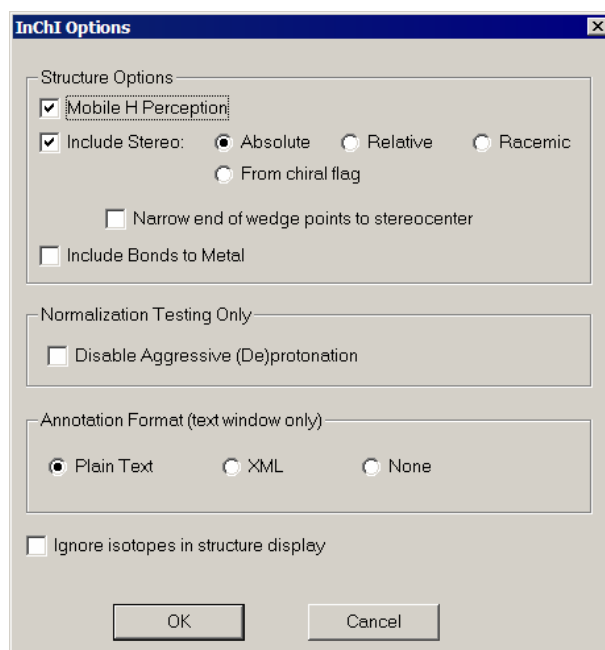 InChI Options
Structure Options
Mobile H Perception
Include Stereo: Absolute Relative Racemic
From chiral flag
Narrow end of wedge points to stereocenter
Include Bonds to Metal
Normalization Testing Only
Disable Aggressive (De)protonation
Annotation Format (text window only)
Plain Text XML None
Ignore isotopes in structure display
OK Cancel